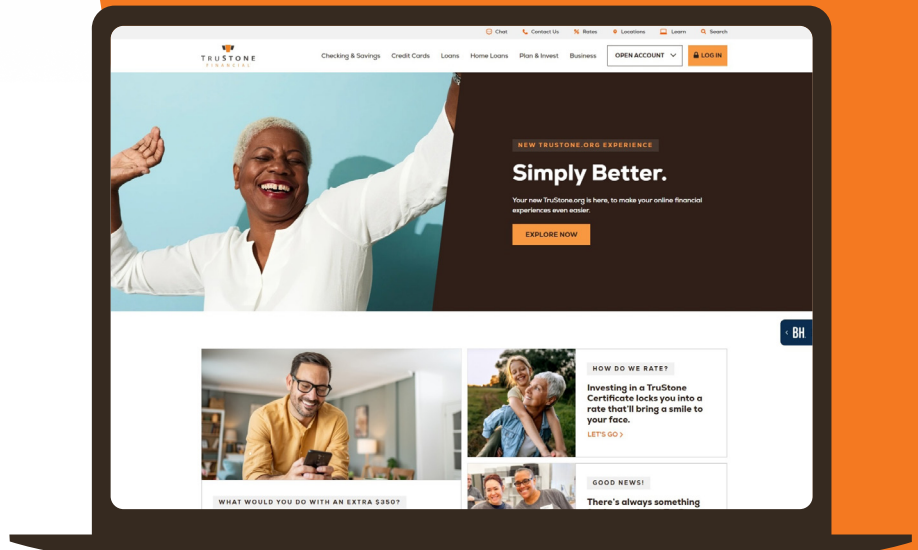 Chat Contact Us Rates Locations Learn Search
TRUSTONE
FINANCIAL
Checking & Savings Credit Cards Loans Home Loans Plan & Invest Business OPEN ACCOUNT LOG IN
NEW TRUSTONE.ORG EXPERIENCE
Simply Better.
Your new TruStone.org is here, to make your online financial
experiences even easier.
EXPLORE NOW
< BH.
HOW DO WE RATE?
Investing in a TruStone
Certificate locks you into a
rate that'll bring a smile to
your face.
LET'S GO >
WHAT WOULD YOU DO WITH AN EXTRA $350?
GOOD NEWS!
There's always something